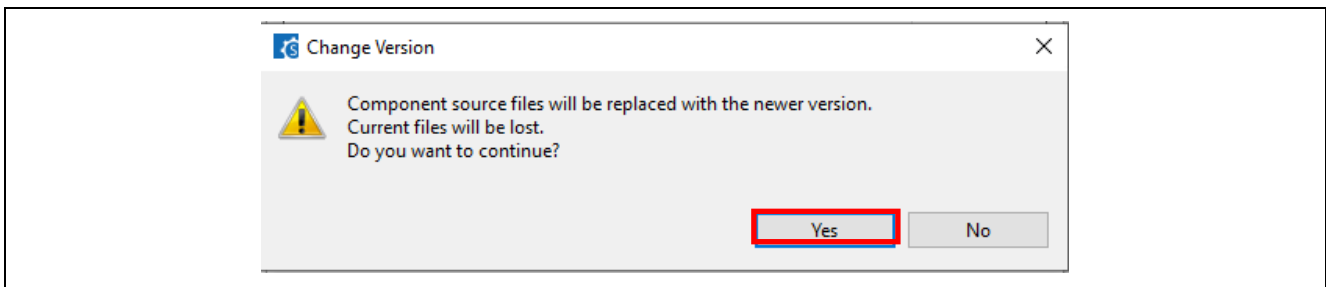 Change Version
Component source files will be replaced with the newer version.
Current files will be lost.
Do you want to continue?
Yes No